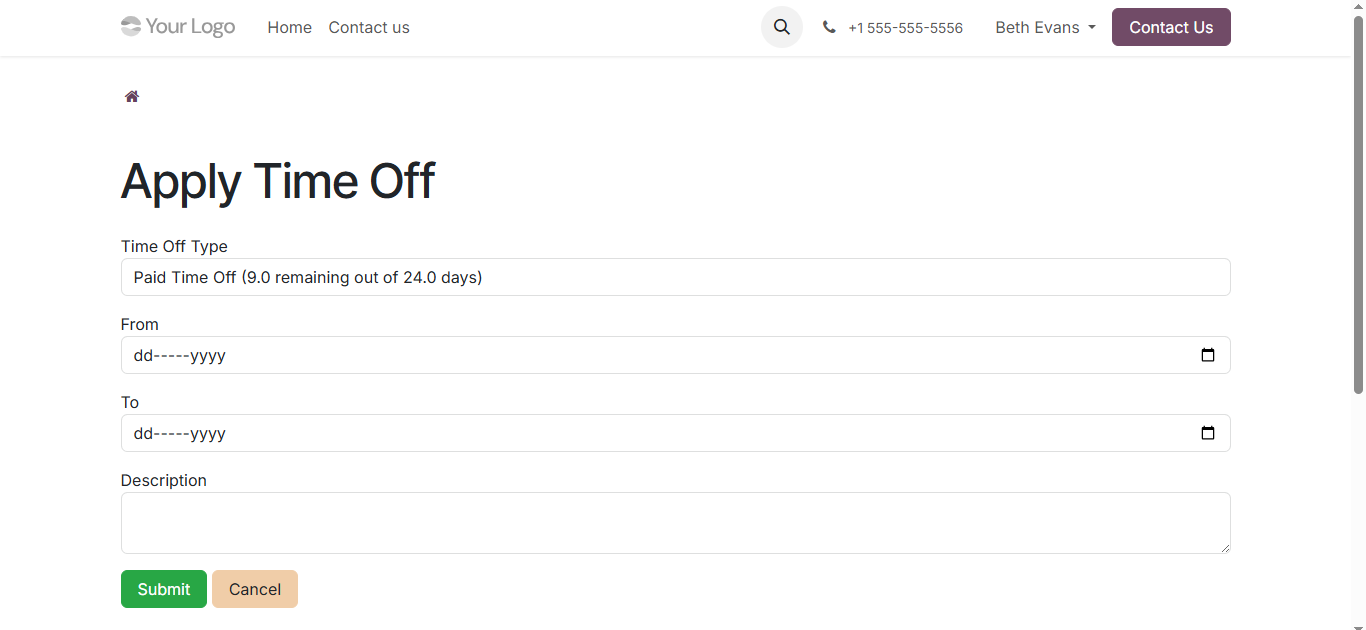 Your Logo Home Contact us +1 555-555-5556 Beth Evans Contact Us
Apply Time Off
Time Off Type
Paid Time Off (9.0 remaining out of 24.0 days)
From
dd-----yyyy
To
dd-----yyyy
Description
Submit Cancel